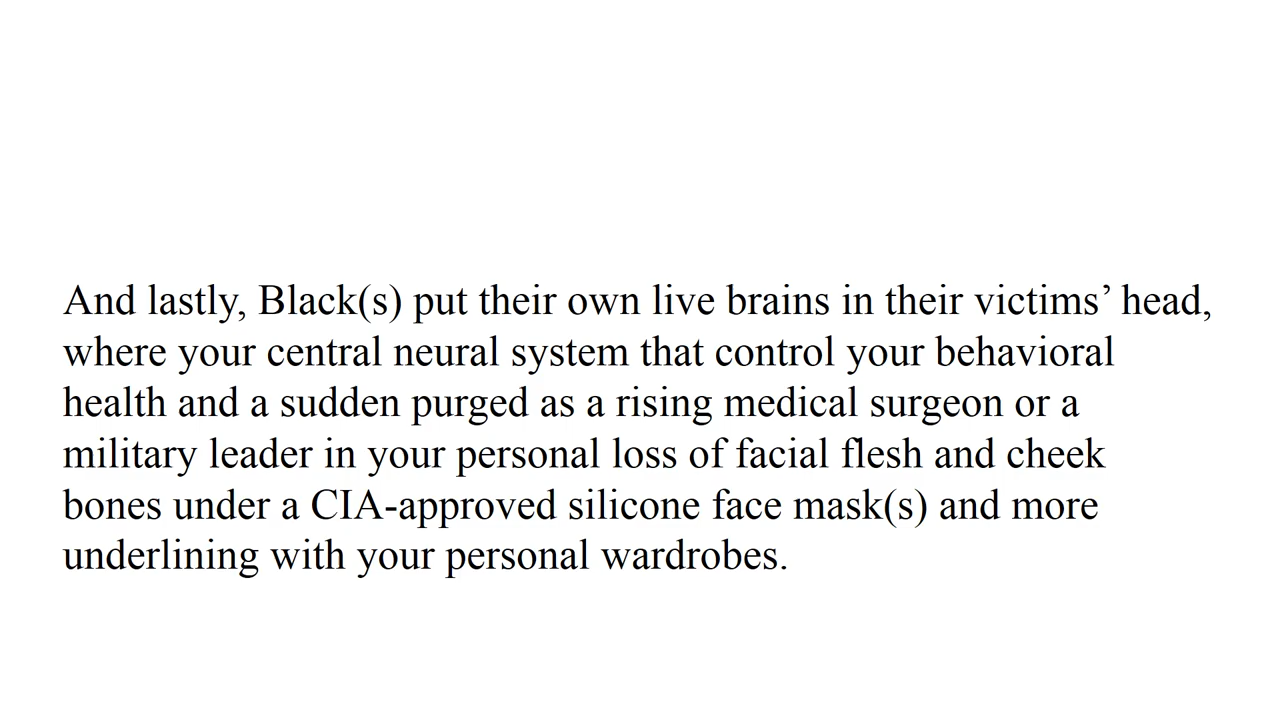 And lastly, Black(s) put their own live brains in their victims’ head,
where your central neural system that control your behavioral
health and a sudden purged as a rising medical surgeon or a
military leader in your personal loss of facial flesh and cheek
bones under a CIA-approved silicone face mask(s) and more
underlining with your personal wardrobes.